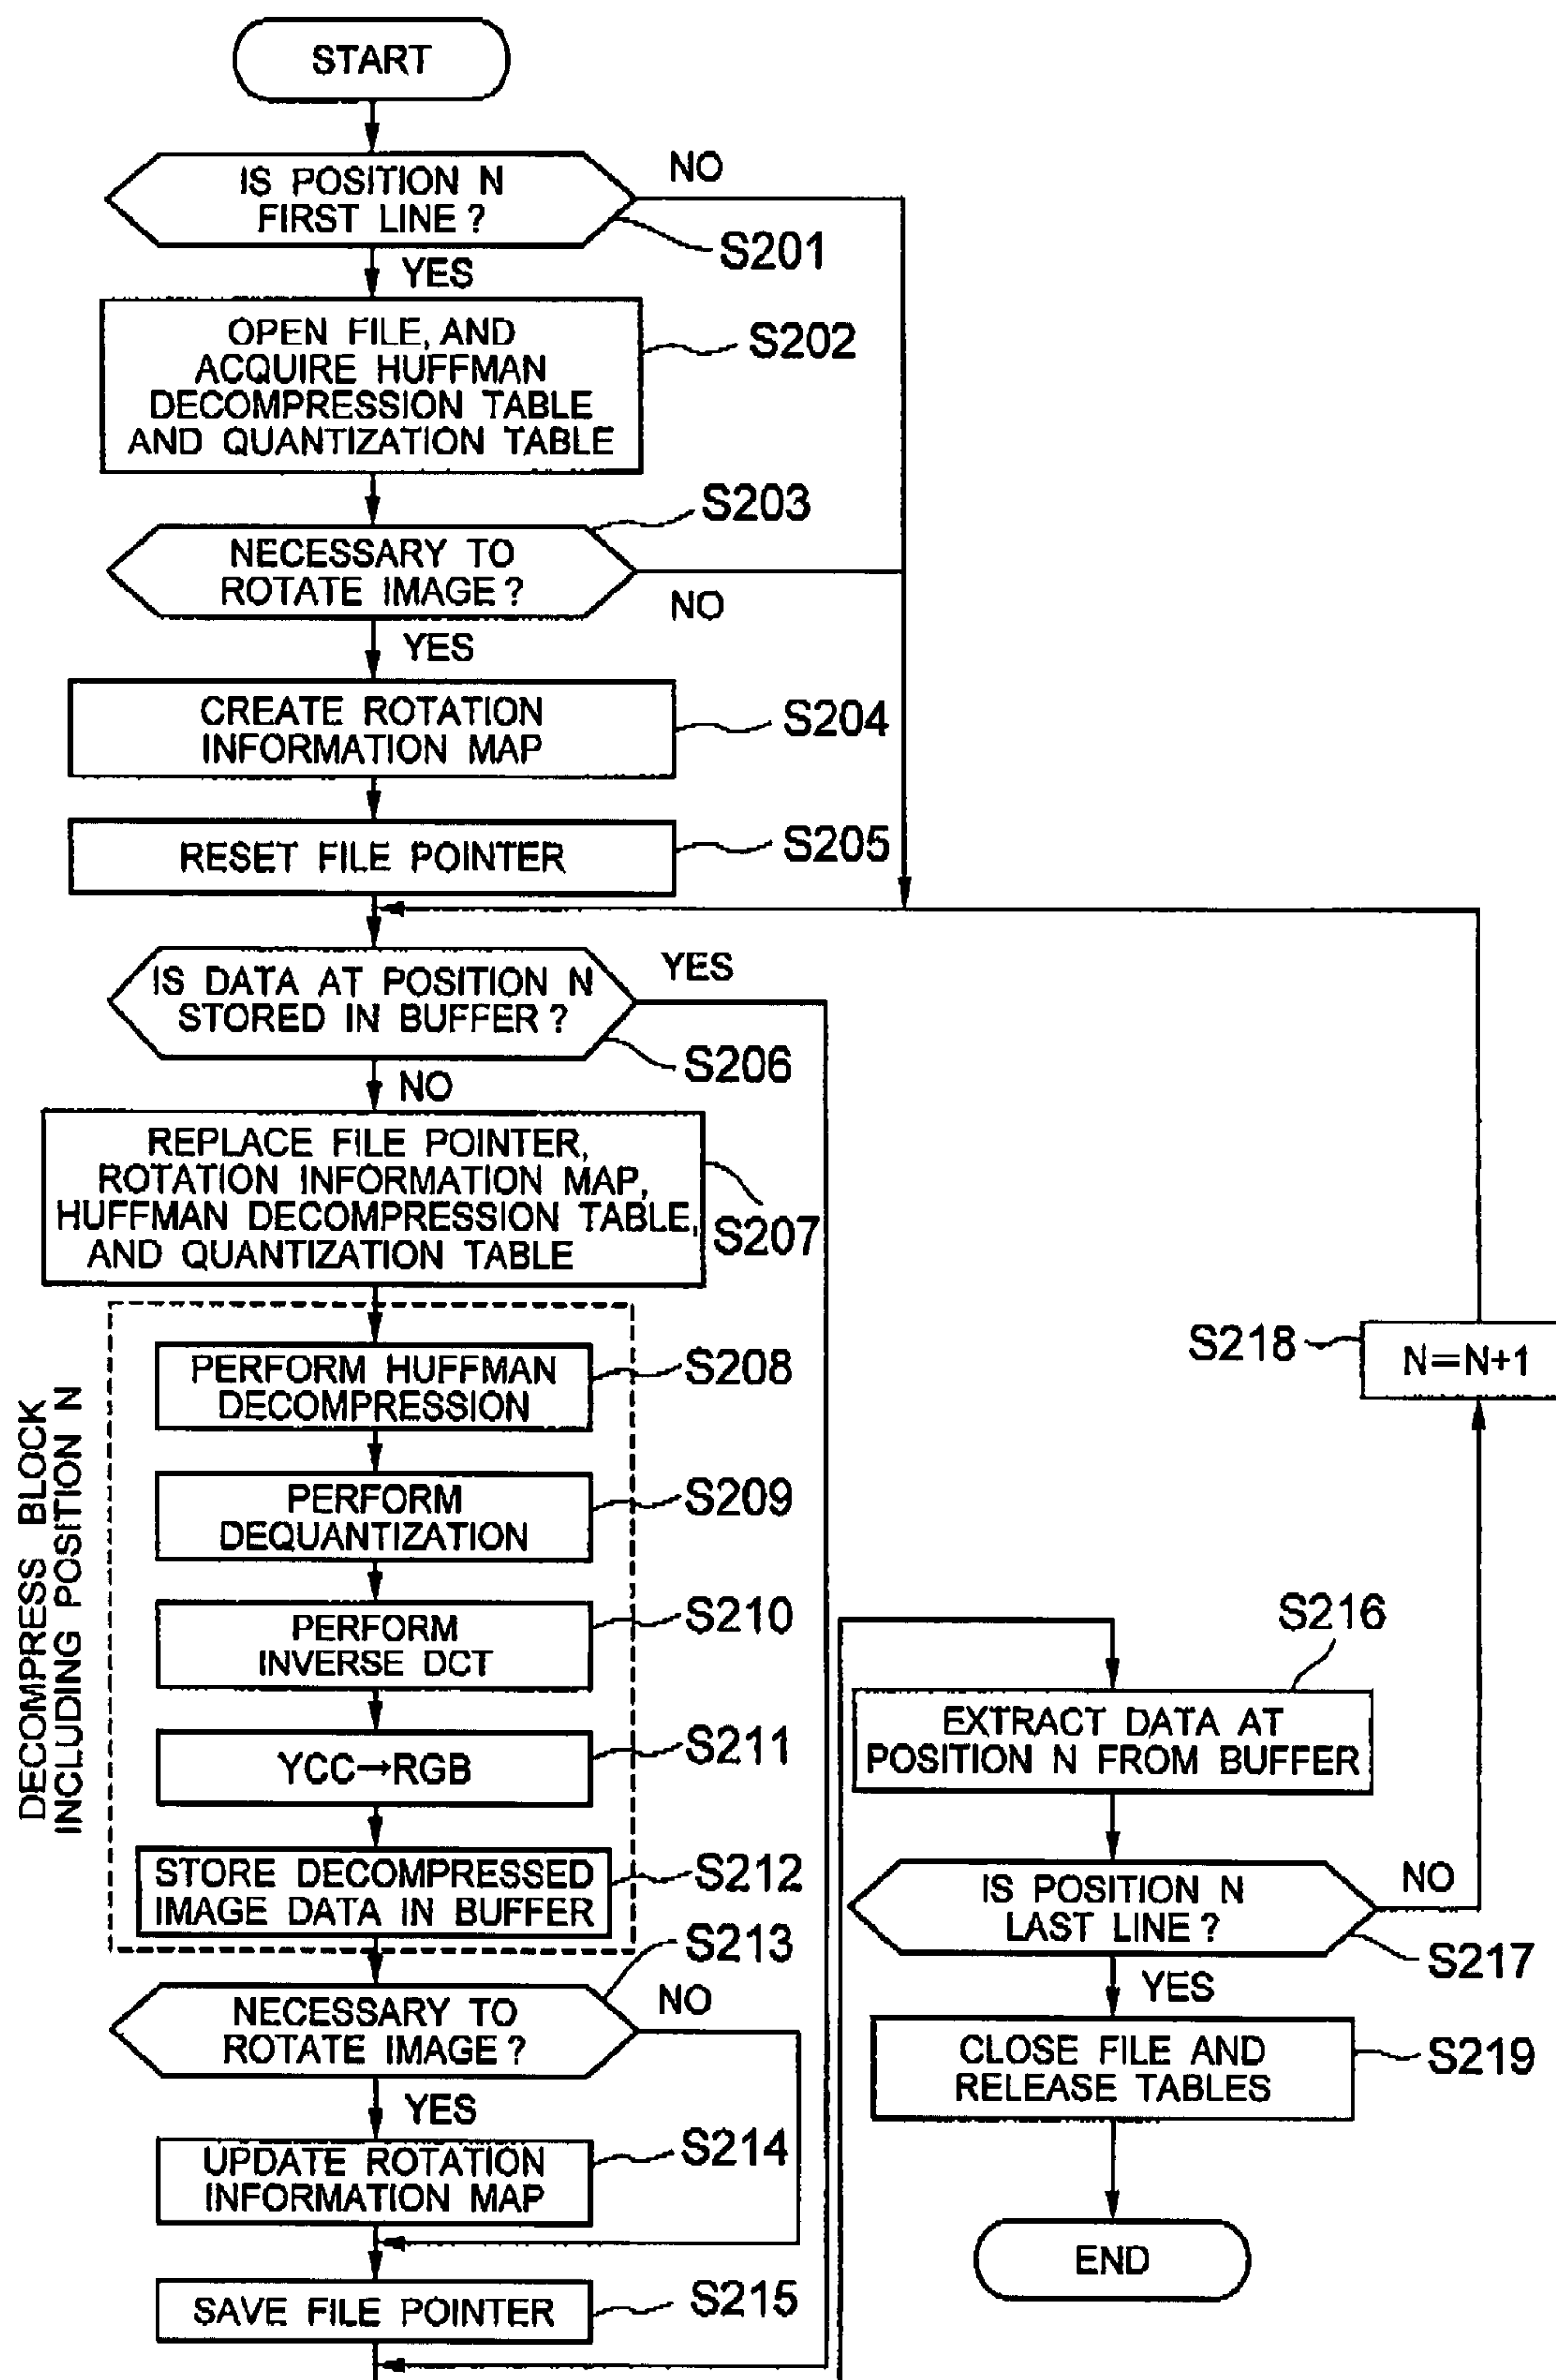 START
IS POSITION N
FIRST LINE ?
NO
S201
YES
OPEN FILE, AND
ACQUIRE HUFFMAN
DECOMPRESSION TABLE
AND QUANTIZATION TABLE
S202
S203
NECESSARY TO
ROTATE IMAGE ?
NO
YES
CREATE ROTATION
INFORMATION MAP
S204
RESET FILE POINTER
S205
IS DATA AT POSITION N
STORED IN BUFFER ?
YES
S206
NO
REPLACE FILE POINTER,
ROTATION INFORMATION MAP,
HUFFMAN DECOMPRESSION TABLE,
AND QUANTIZATION TABLE
S207
DECOMPRESS BLOCK
INCLUDING POSITION N
PERFORM HUFFMAN
DECOMPRESSION
S208
PERFORM
DEQUANTIZATION
S209
PERFORM
INVERSE DCT
S210
YCC→RGB
S211
STORE DECOMPRESSED
IMAGE DATA IN BUFFER
S212
S213
NECESSARY TO
ROTATE IMAGE ?
NO
YES
UPDATE ROTATION
INFORMATION MAP
S214
SAVE FILE POINTER
S215
S216
EXTRACT DATA AT
POSITION N FROM BUFFER
IS POSITION N
LAST LINE ?
NO
S217
YES
S218
N=N+1
CLOSE FILE AND
RELEASE TABLES
S219
END